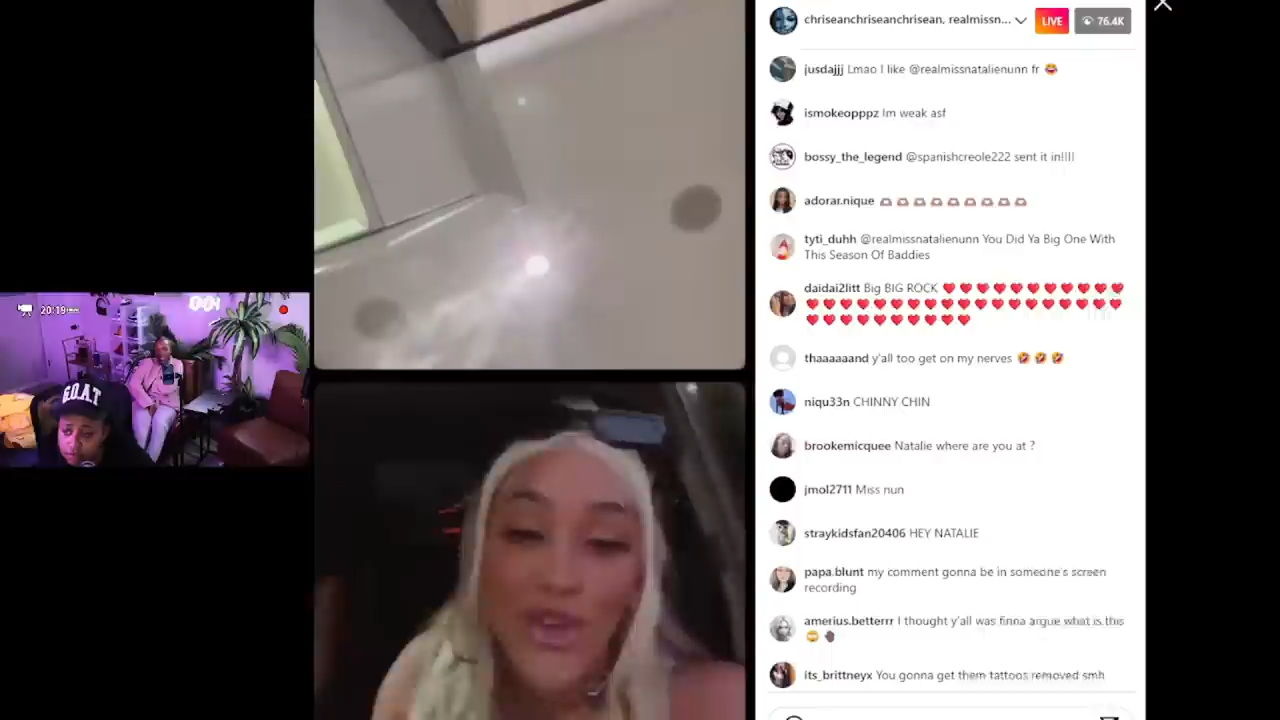 chriseanchriseanchrisean, realmissn...
LIVE
76.4K
jusdajjj Lmao I like @realmissnatalienunn fr 😂
ismokeopppz Im weak asf
bossy_the_legend @spanishcreole222 sent it in!!!!
adorar.nique 🫶🏽🫶🏽🫶🏽🫶🏽🫶🏽🫶🏽🫶🏽🫶🏽🫶🏽
tyti_duhh @realmissnatalienunn You Did Ya Big One With
This Season Of Baddies
daidai2litt Big BIG ROCK ❤️❤️❤️❤️❤️❤️❤️❤️❤️❤️❤️
❤️❤️❤️❤️❤️❤️❤️❤️❤️❤️❤️❤️❤️❤️❤️❤️❤️❤️❤️
❤️❤️❤️❤️❤️❤️❤️❤️❤️❤️
thaaaaaand y'all too get on my nerves 🤣🤣🤣
niqu33n CHINNY CHIN
brookemicquee Natalie where are you at ?
jmol2711 Miss nun
straykidsfan20406 HEY NATALIE
papa.blunt my comment gonna be in someone's screen
recording
amerius.betterrr I thought y'all was finna argue what is this
its_brittneyx You gonna get them tattoos removed smh
20:19
G.O.A.T